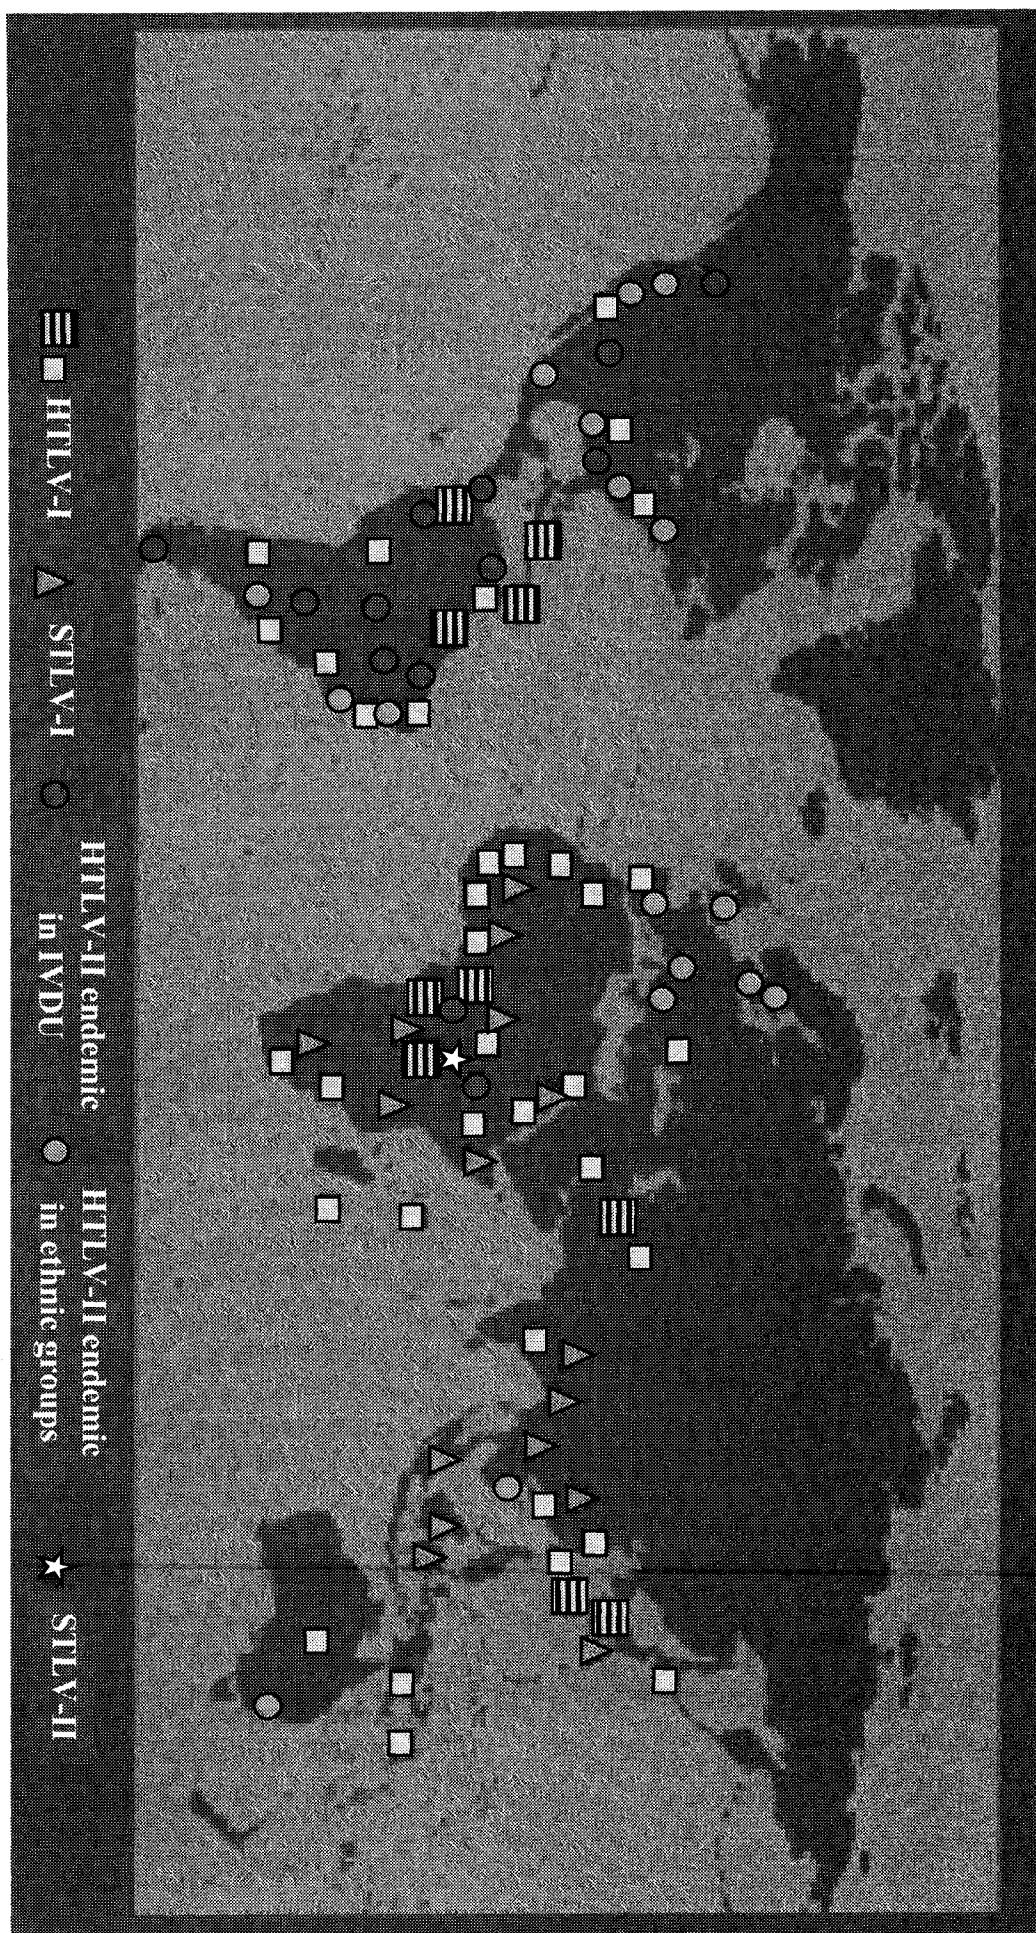 HTLV-I
STLV-I
HTLV-II endemic
in IVDU
HTLV-II endemic
in ethnic groups
STLV-II